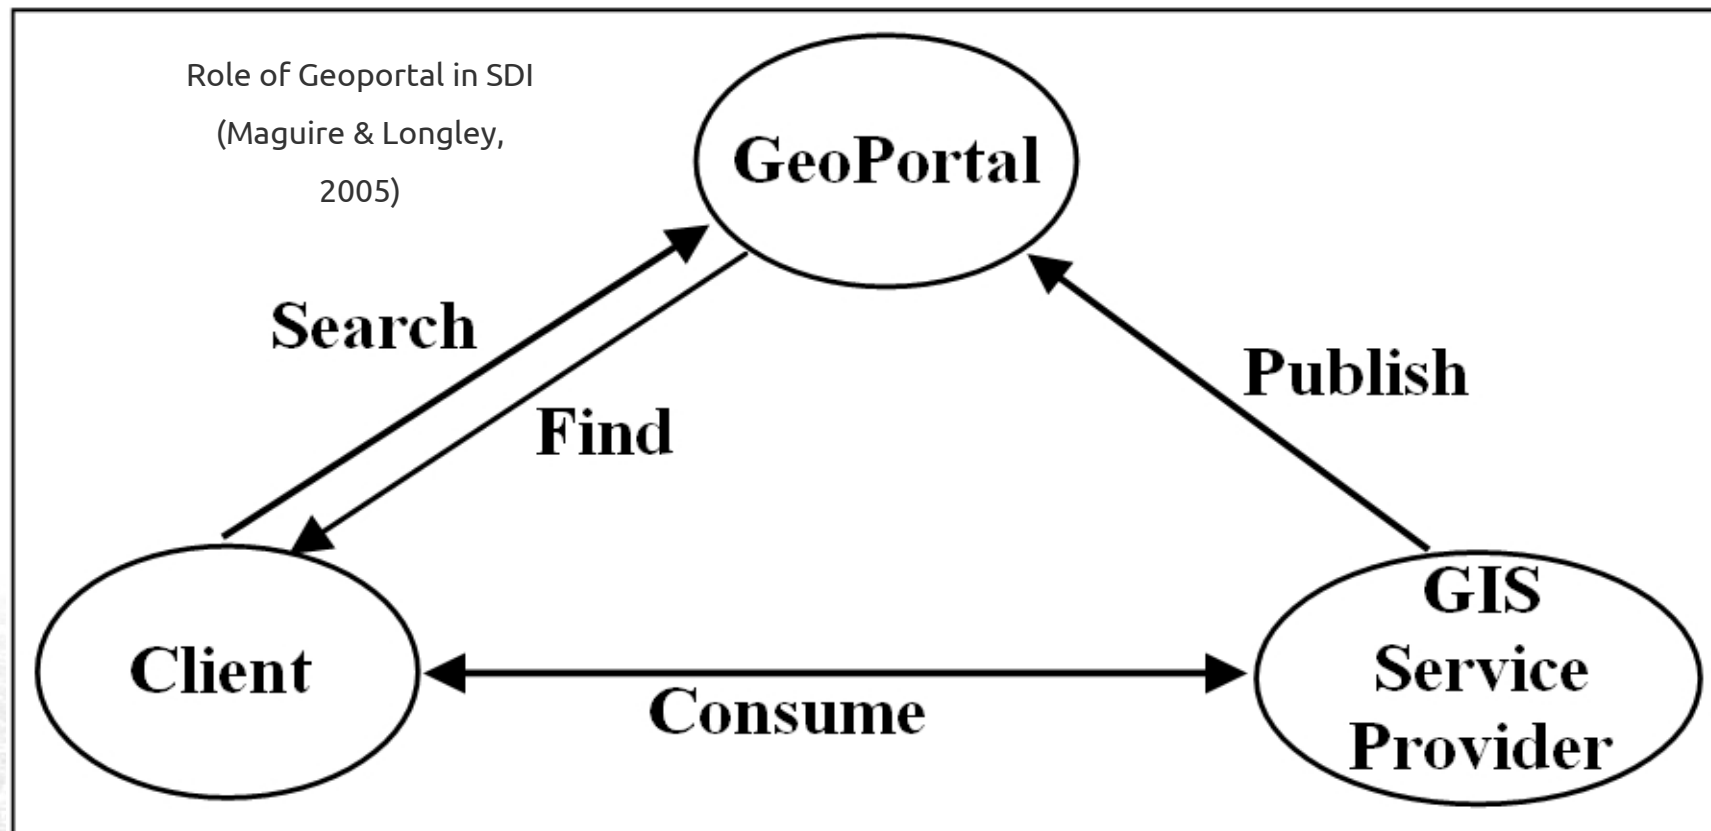 Role of Geoportal in SDI
(Maguire & Longley,
2005)
GeoPortal
Search
Find
Publish
Client
Consume
GIS
Service
Provider